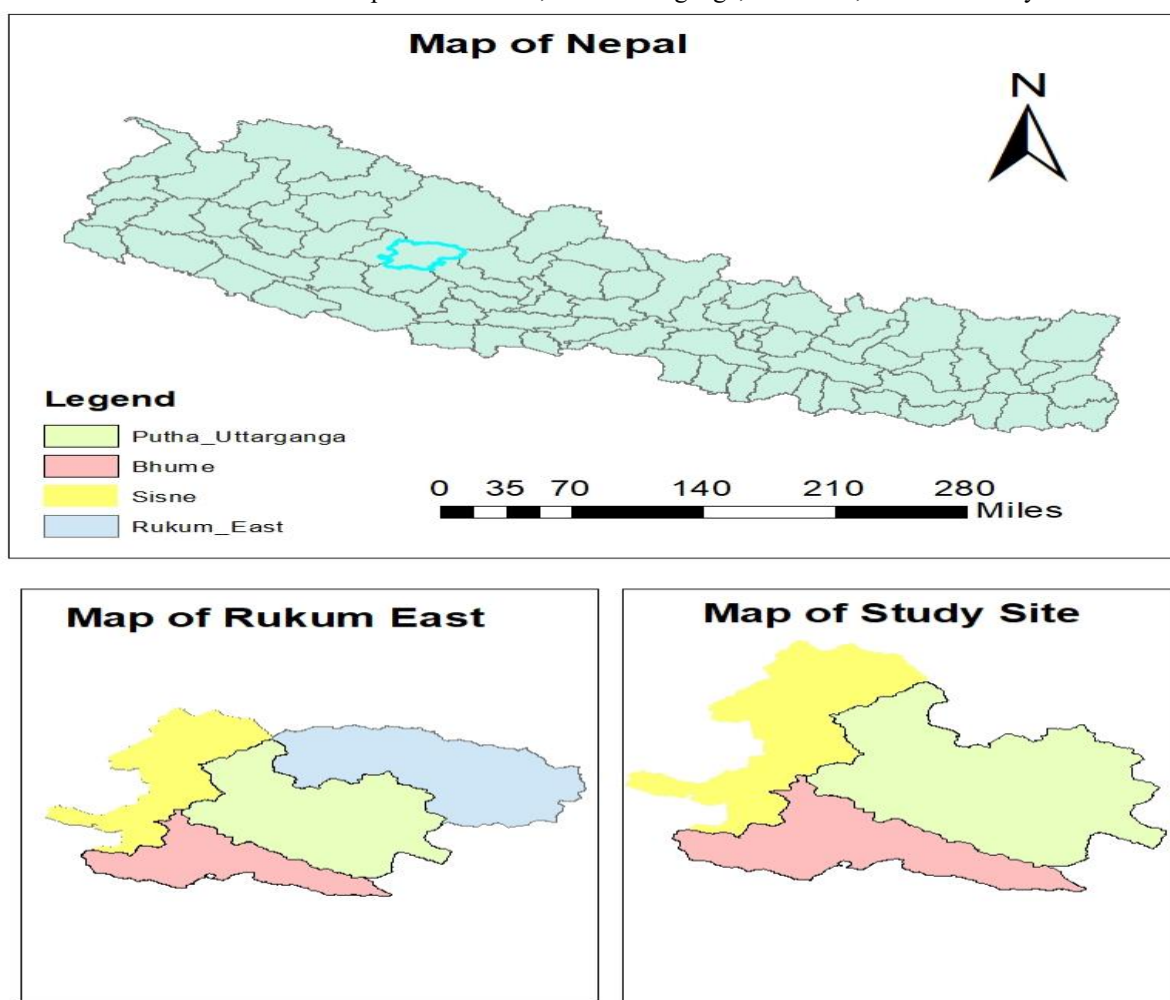 Map of Nepal
N
Legend
Putha_Uttarganga
Bhume
Sisne
Rukum_East
0 35 70 140 210 280
Miles
Map of Rukum East
Map of Study Site